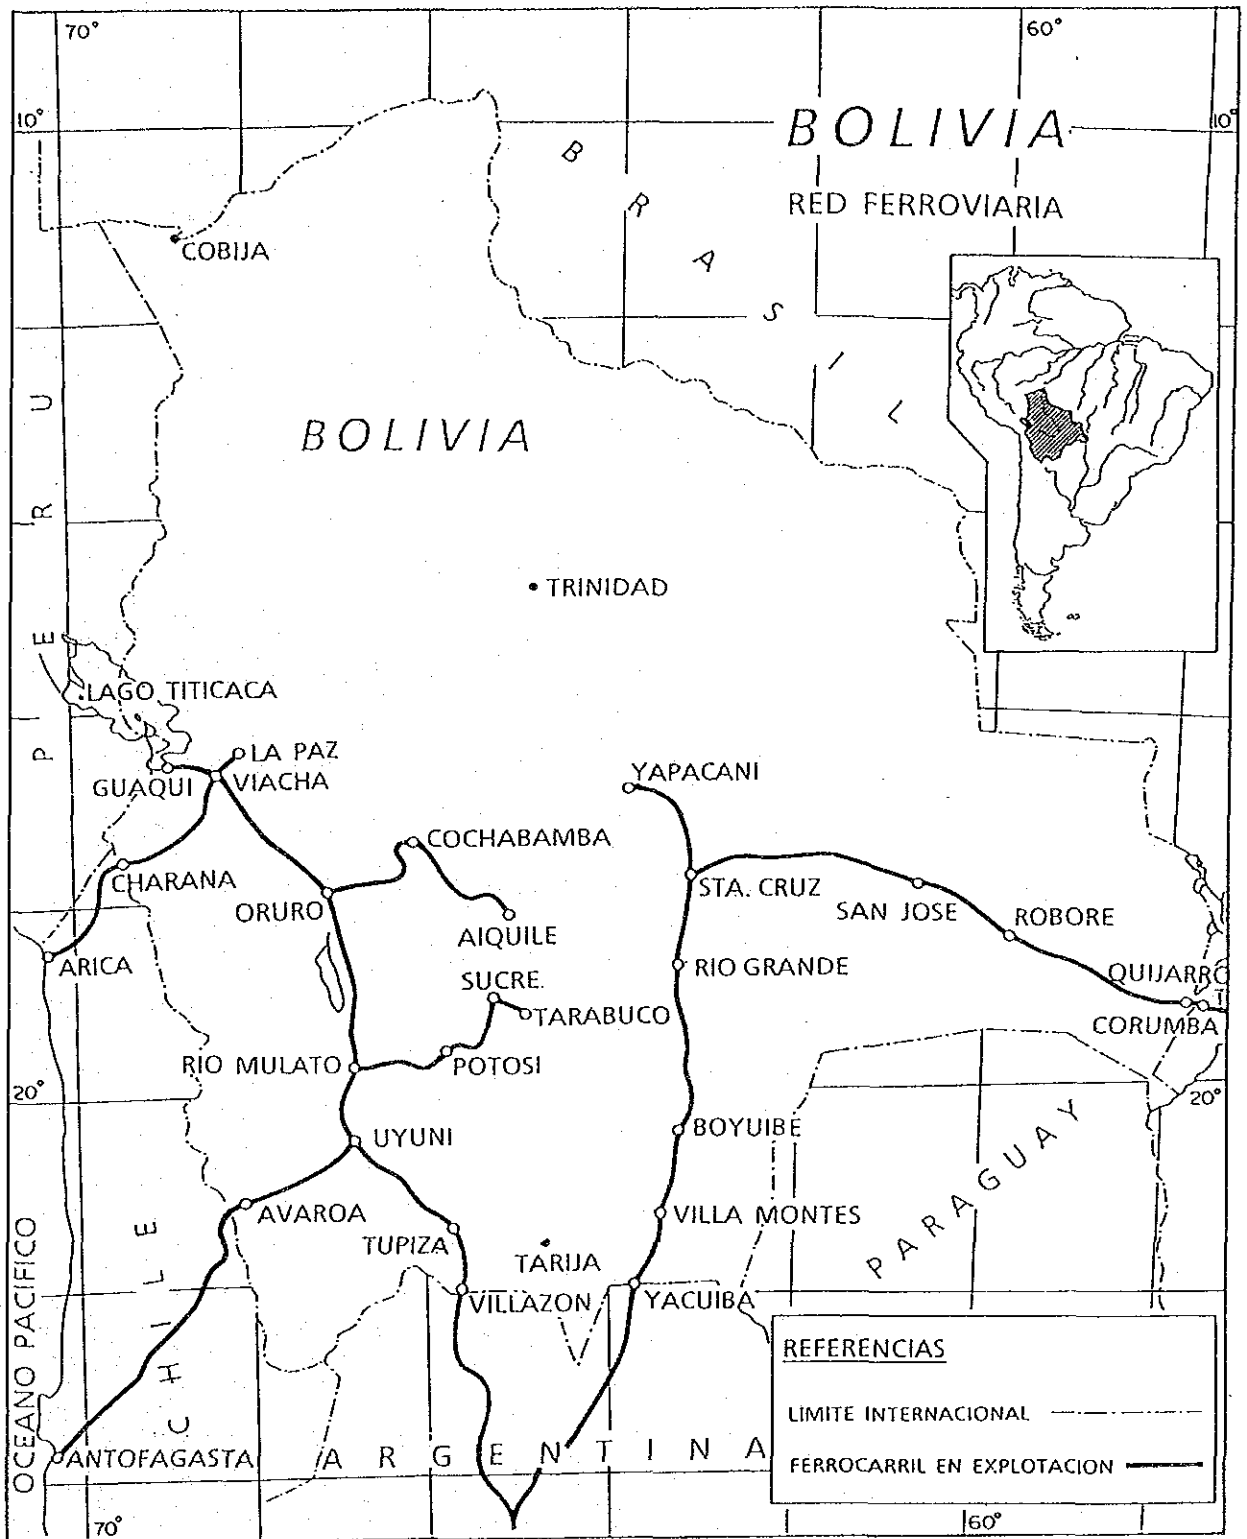 70°
60°
10°
BOLIVIA
10°
BRASIL
RED FERROVIARIA
COBIJA
PERU
BOLIVIA
TRINIDAD
LAGO TITICACA
LA PAZ
GUAQUI
VIACHA
YAPACANI
COCHABAMBA
CHARANA
STA. CRUZ
ORURO
SAN JOSE
ROBORE
AIQUILE
ARICA
RIO GRANDE
QUIJARRO
SUCRE.
TARABUCO
CORUMBA
RIO MULATO
POTOSI
20°
20°
UYUNI
BOYUIBE
PARAGUAY
AVAROA
VILLA MONTES
TUPIZA
TARIJA
VILLAZON
YACUIBA
OCEANO PACIFICO
CHILE
REFERENCIAS
LIMITE INTERNACIONAL
ANTOFAGASTA
ARGENTINA
FERROCARRIL EN EXPLOTACION
70°
60°